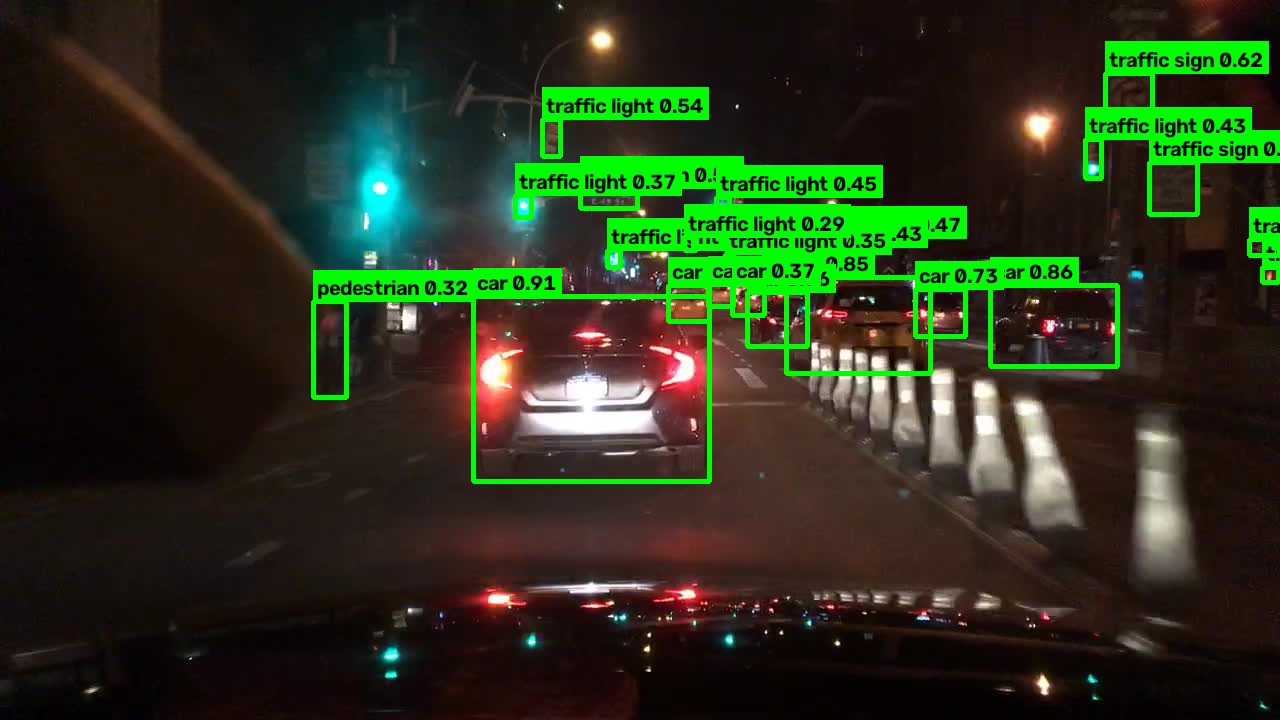 traffic sign 0.62
traffic light 0.54
traffic light 0.43
traffic sign 0.
traffic light 0.37
traffic light 0.45
traffic light 0.29
0.47
.43
traffic light 0.35
0.85
pedestrian 0.32
car 0.91
car
car 0.37
car 0.73
car 0.86